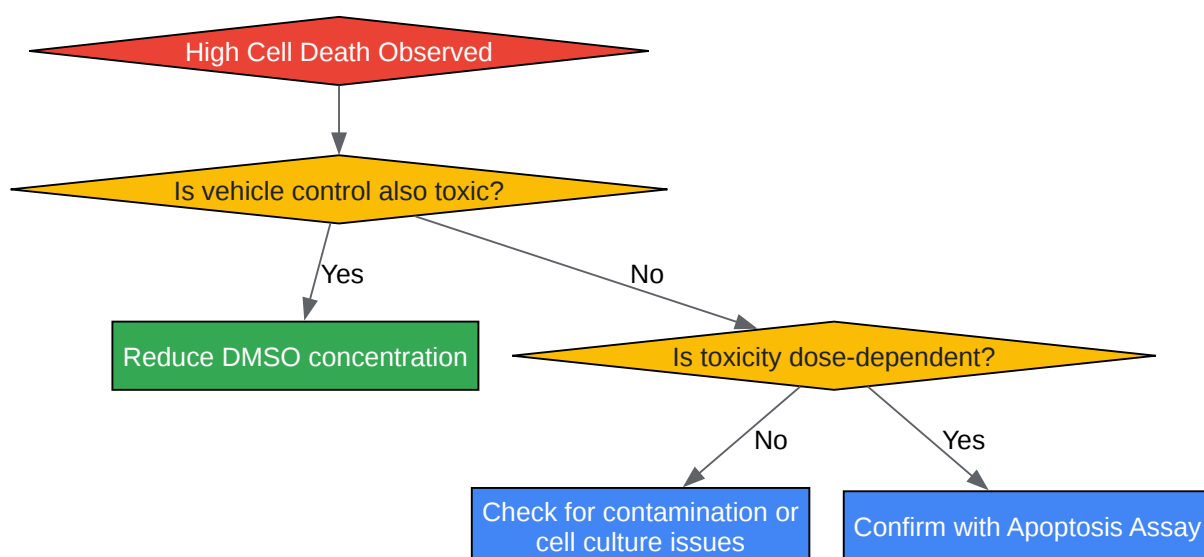 High Cell Death Observed
Is vehicle control also toxic?
Yes
No
Reduce DMSO concentration
Is toxicity dose-dependent?
No
Yes
Check for contamination or
cell culture issues
Confirm with Apoptosis Assay